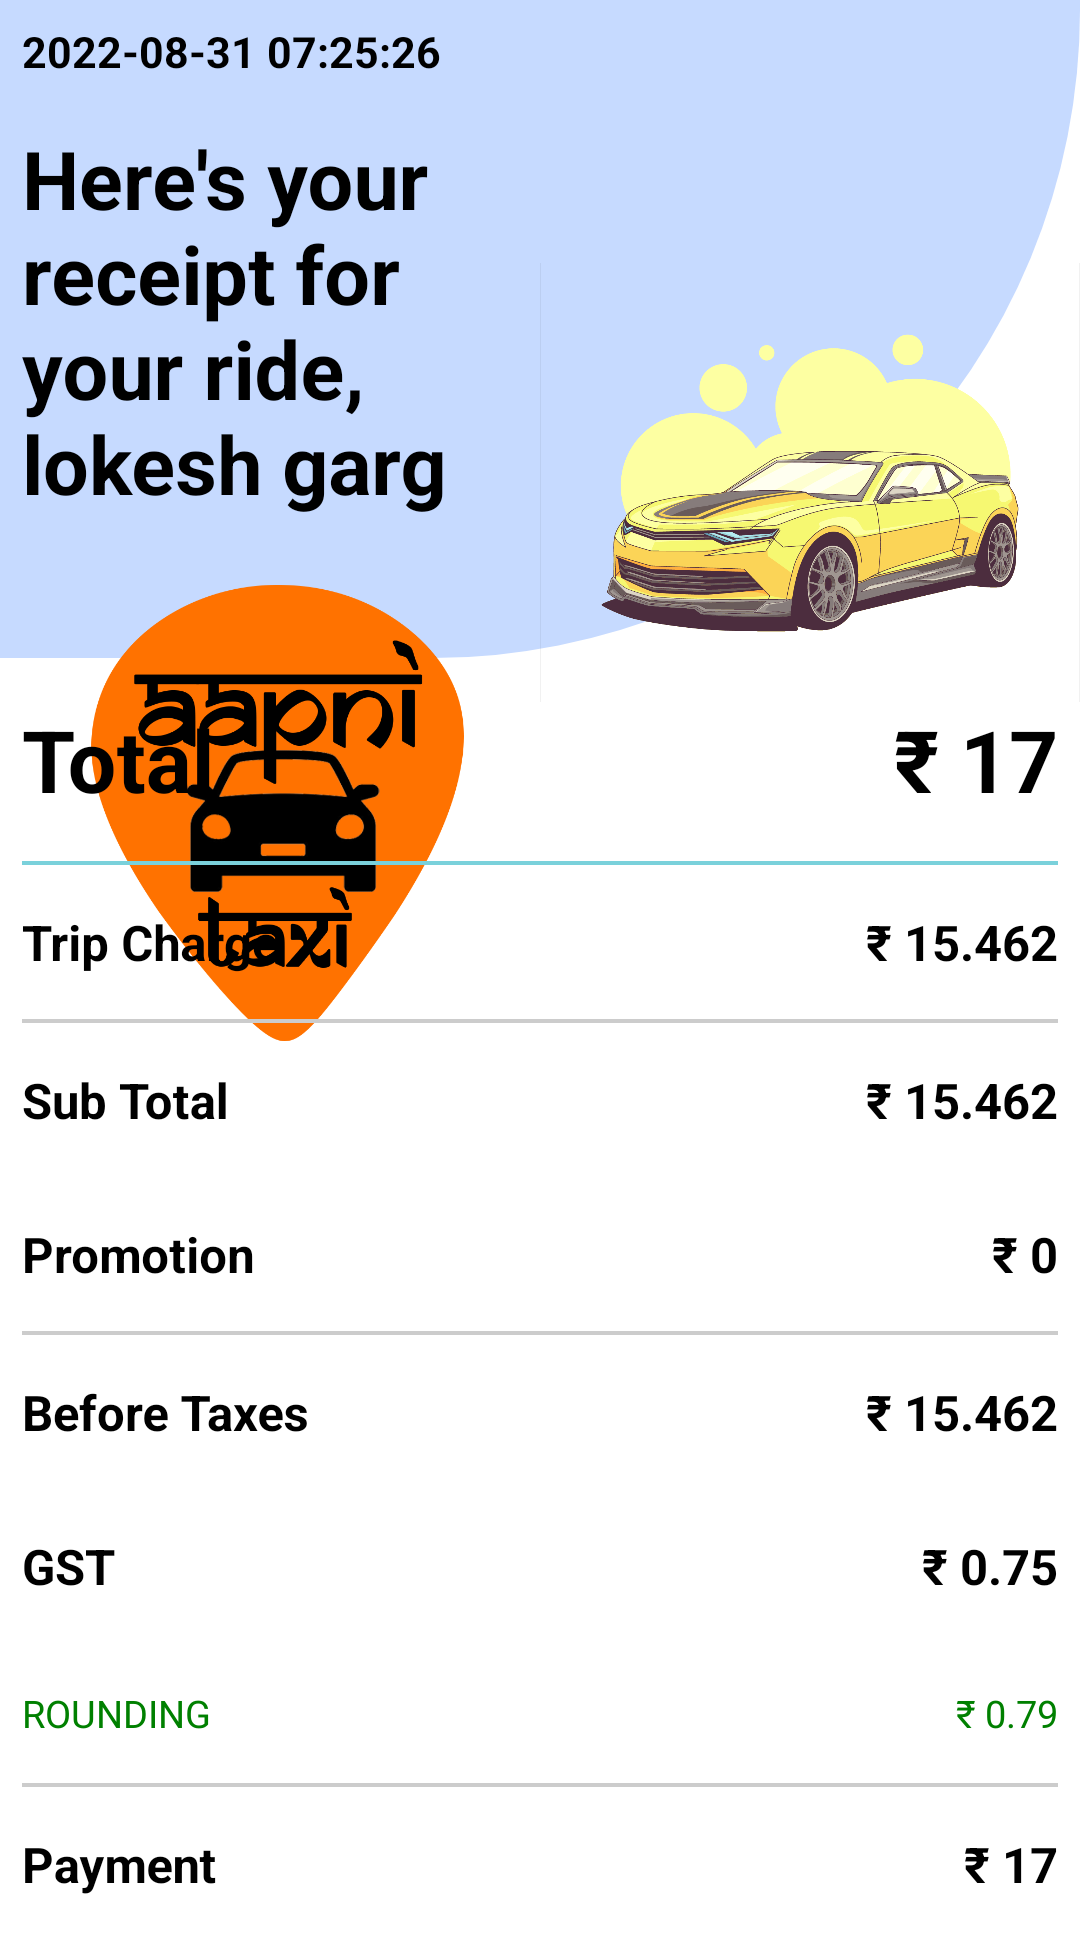 2022-08-31 07:25:26
Here's your
receipt for
your ride,
lokesh garg
aapni
Total ₹ 17
taxi
Trip Charge ₹ 15.462
Sub Total ₹ 15.462
Promotion ₹ 0
Before Taxes ₹ 15.462
GST ₹ 0.75
ROUNDING ₹ 0.79
Payment ₹ 17